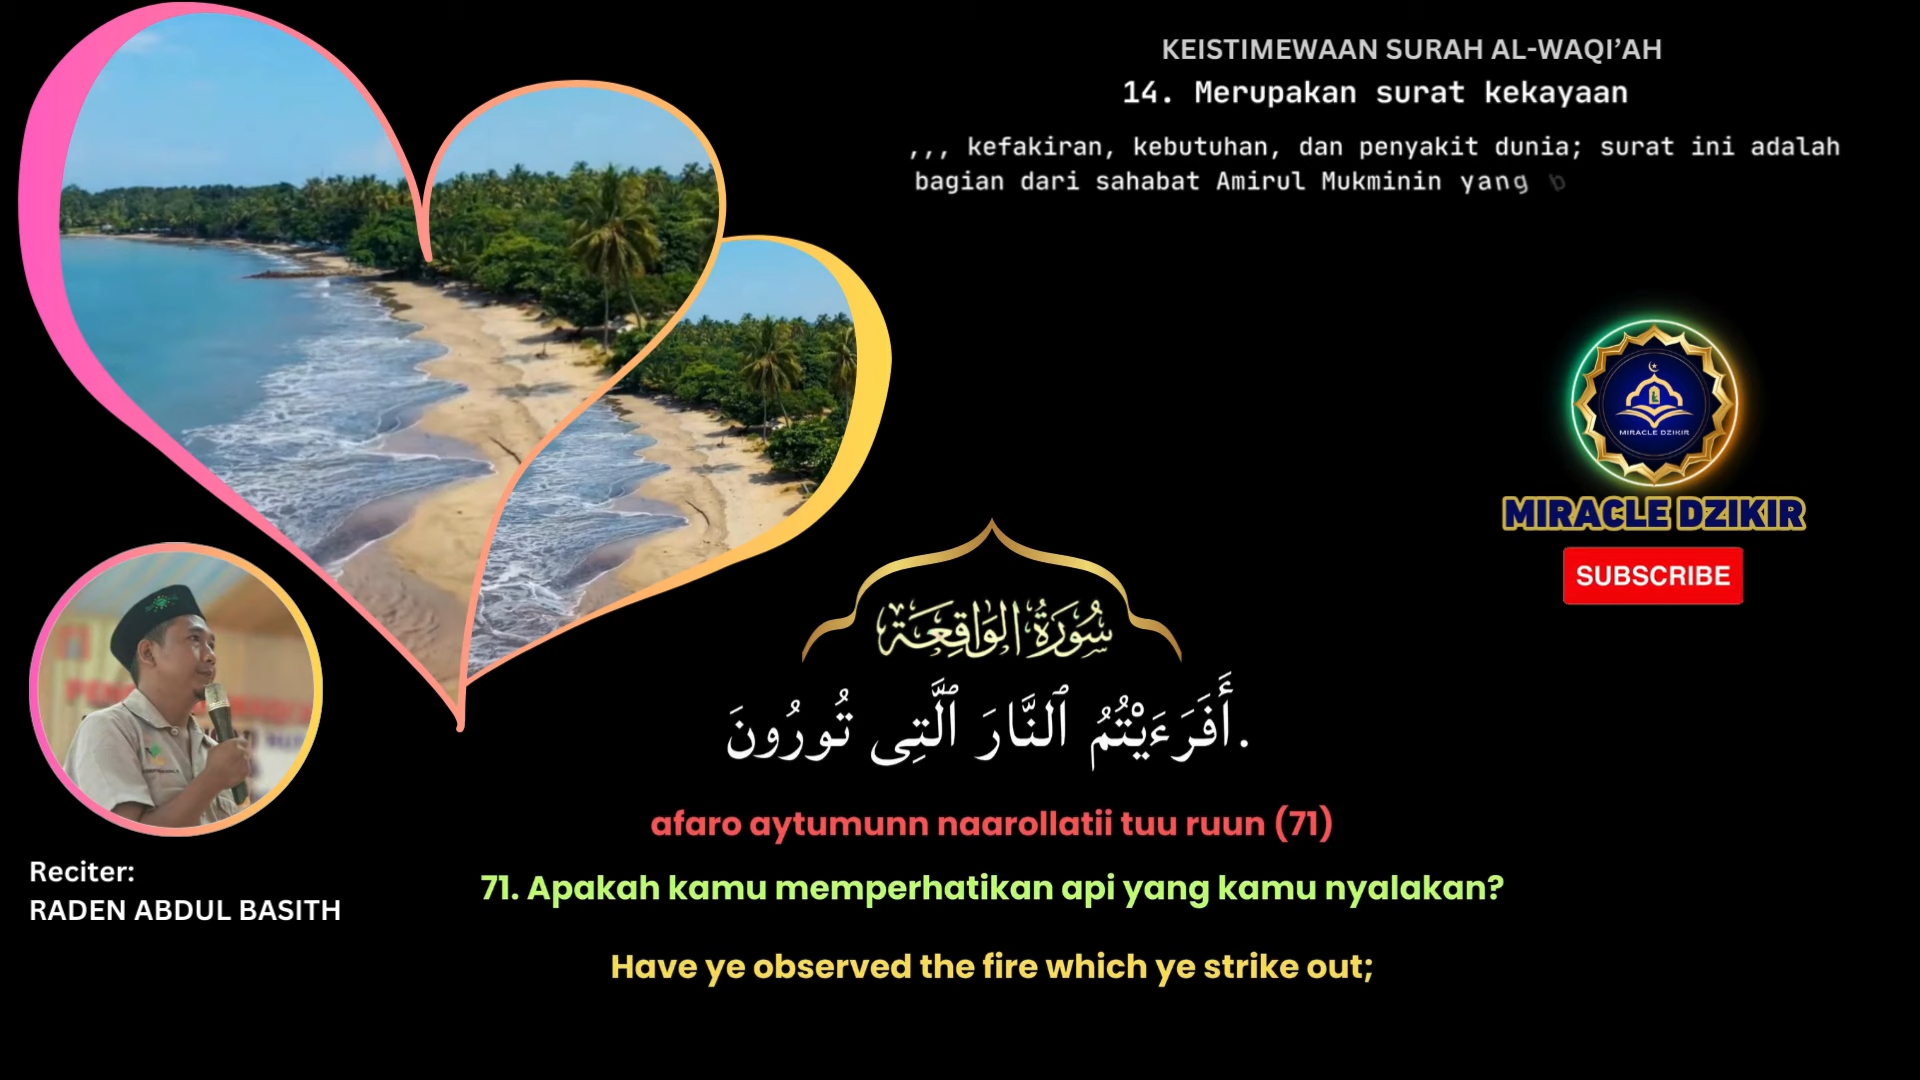 KEISTIMEWAAN SURAH AL-WAQI’AH
14. Merupakan surat kekayaan
,,, kefakiran, kebutuhan, dan penyakit dunia; surat ini adalah
bagian dari sahabat Amirul Mukminin yang b
MIRACLE DZIKIR
MIRACLE DZIKIR
SUBSCRIBE
سُورَةُ الوَاقِعَة
أَفَرَءَيْتُمُ ٱلنَّارَ ٱلَّتِى تُورُونَ.
afaro aytumunn naarollatii tuu ruun (71)
71. Apakah kamu memperhatikan api yang kamu nyalakan?
Have ye observed the fire which ye strike out;
Reciter:
RADEN ABDUL BASITH